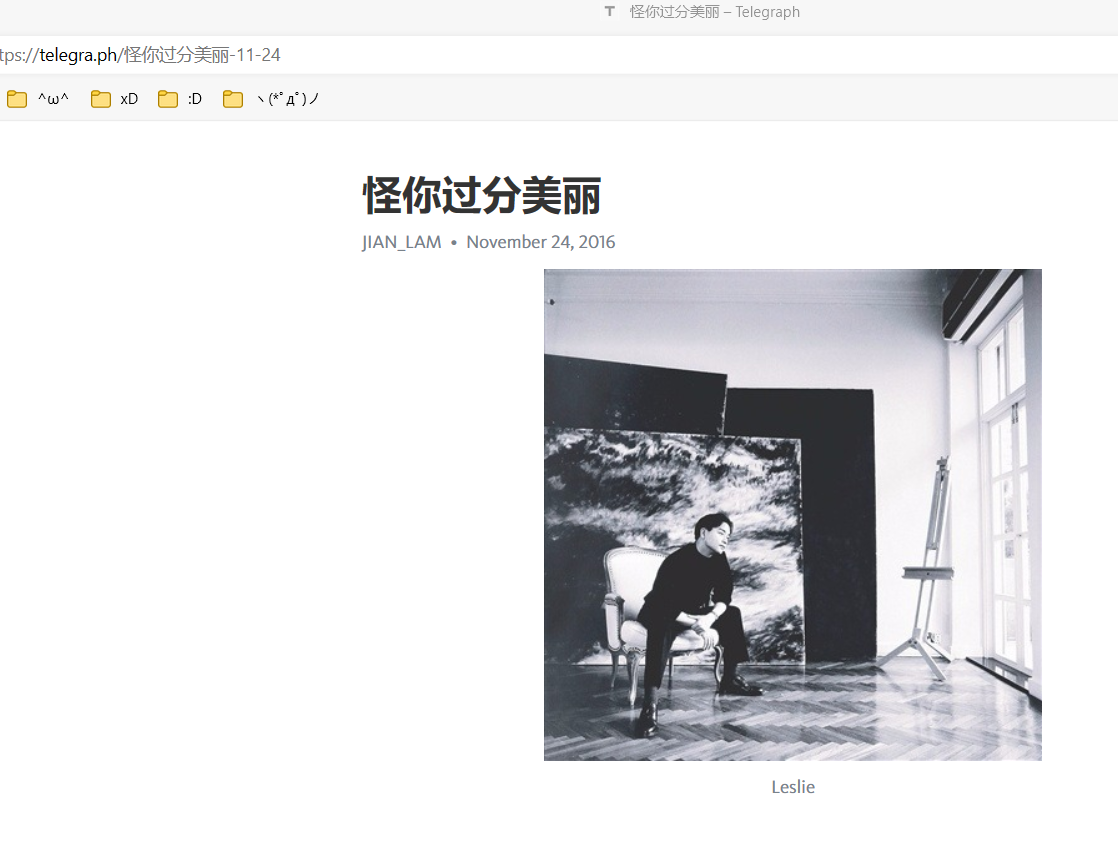 怪你过分美丽 – Telegraph
tps://telegra.ph/怪你过分美丽-11-24
^ω^ xD :D ヽ(*ﾟдﾟ)ノ
怪你过分美丽
JIAN_LAM • November 24, 2016
Leslie